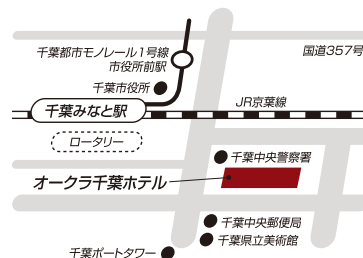 千葉都市モノレール1号線
市役所前駅
国道357号
千葉市役所
JR京葉線
千葉みなと駅
ロータリー
千葉中央警察署
オークラ千葉ホテル
千葉中央郵便局
千葉県立美術館
千葉ポートタワー